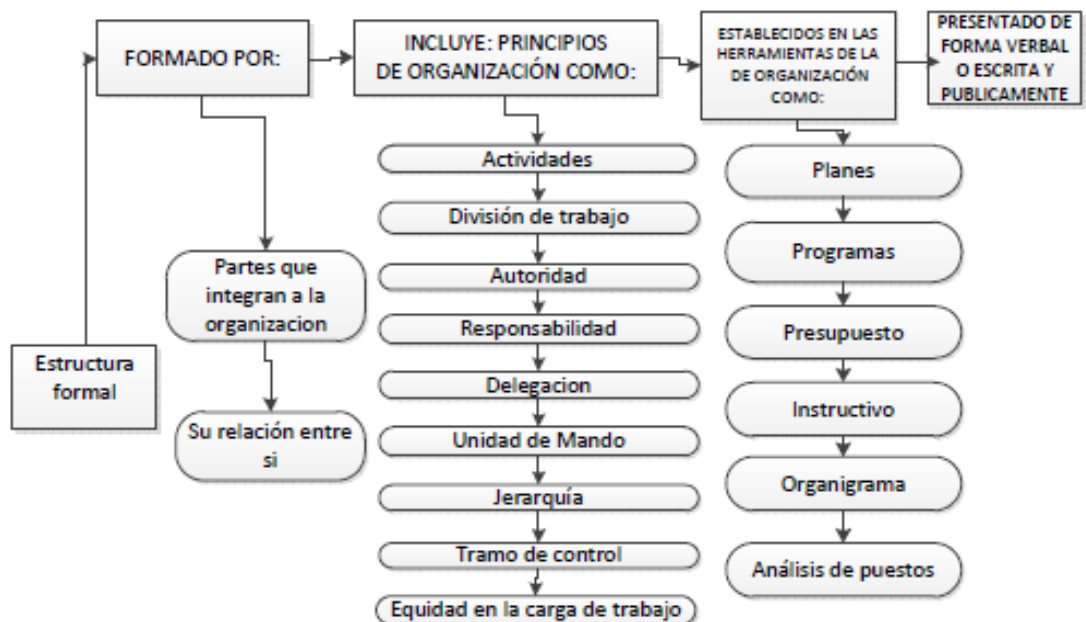 FORMADO POR:
INCLUYE: PRINCIPIOS
DE ORGANIZACIÓN COMO:
ESTABLECIDOS EN LAS
HERRAMIENTAS DE LA
DE ORGANIZACIÓN
COMO:
PRESENTADO DE
FORMA VERBAL
O ESCRITA Y
PUBLICAMENTE
Estructura
formal
Partes que
integran a la
organizacion
Su relación entre
si
Actividades
División de trabajo
Autoridad
Responsabilidad
Delegacion
Unidad de Mando
Jerarquía
Tramo de control
Equidad en la carga de trabajo
Planes
Programas
Presupuesto
Instructivo
Organigrama
Análisis de puestos